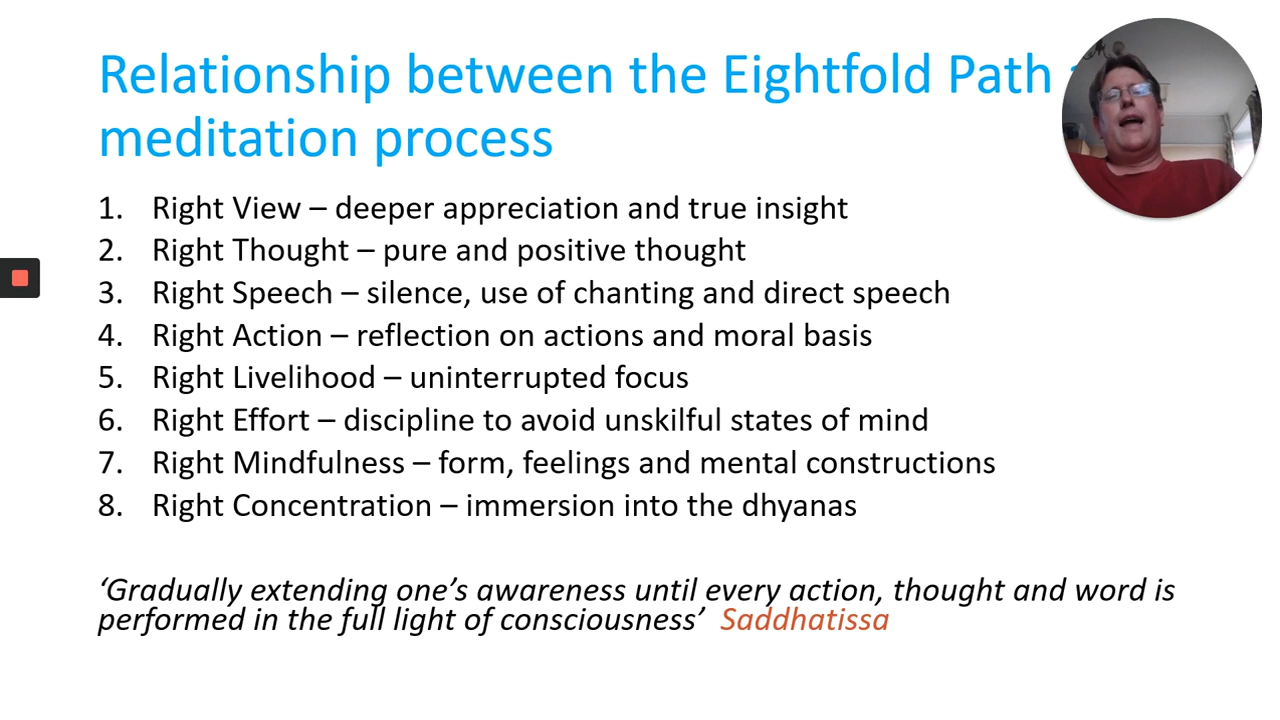 Relationship between the Eightfold Path
meditation process
1. Right View – deeper appreciation and true insight
2. Right Thought – pure and positive thought
3. Right Speech – silence, use of chanting and direct speech
4. Right Action – reflection on actions and moral basis
5. Right Livelihood – uninterrupted focus
6. Right Effort – discipline to avoid unskilful states of mind
7. Right Mindfulness – form, feelings and mental constructions
8. Right Concentration – immersion into the dhyanas
‘Gradually extending one’s awareness until every action, thought and word is
performed in the full light of consciousness’ Saddhatissa